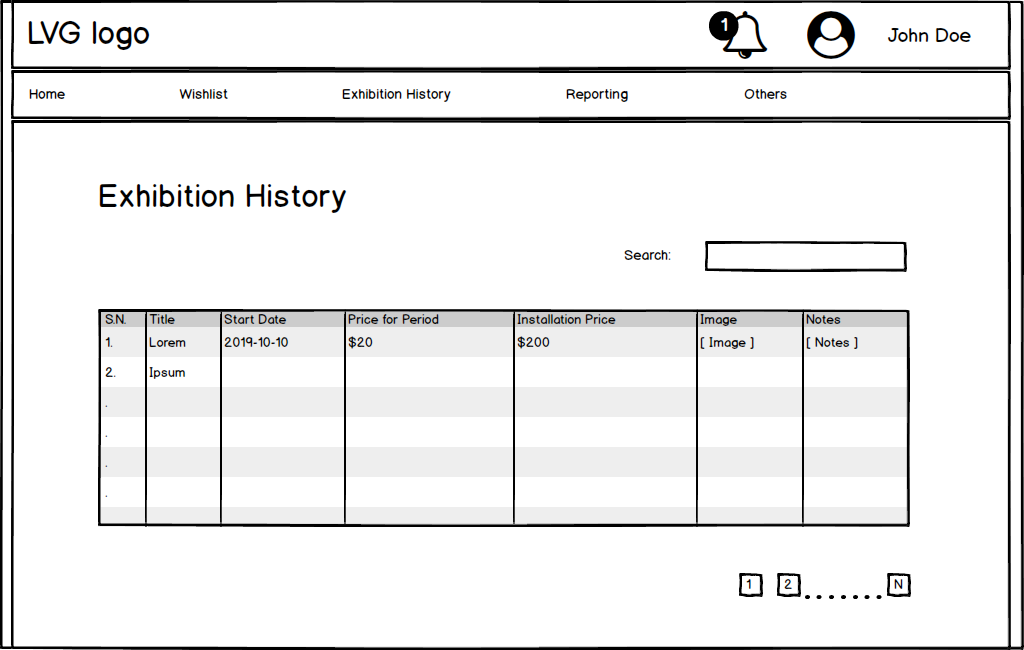 LVG logo
1
John Doe
Home Wishlist Exhibition History Reporting Others
Exhibition History
Search:
S.N. Title Start Date Price for Period Installation Price Image Notes
1. Lorem 2019-10-10 $20 $200 [ Image ] [ Notes ]
2. Ipsum
.
.
.
.
1 2 ....... N